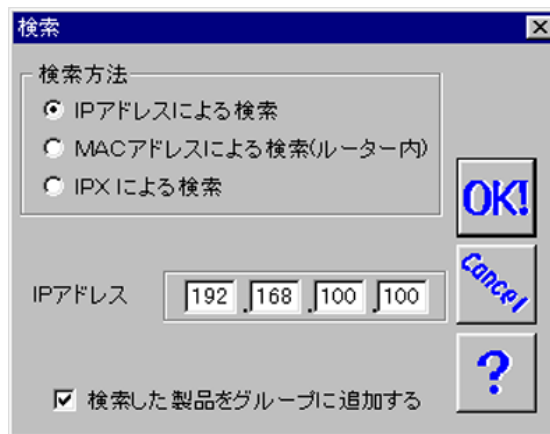 検索
検索方法
IPアドレスによる検索
MACアドレスによる検索(ルーター内)
IPXによる検索
OK!
IPアドレス 192.168.100.100
Cancel
?
検索した製品をグループに追加する